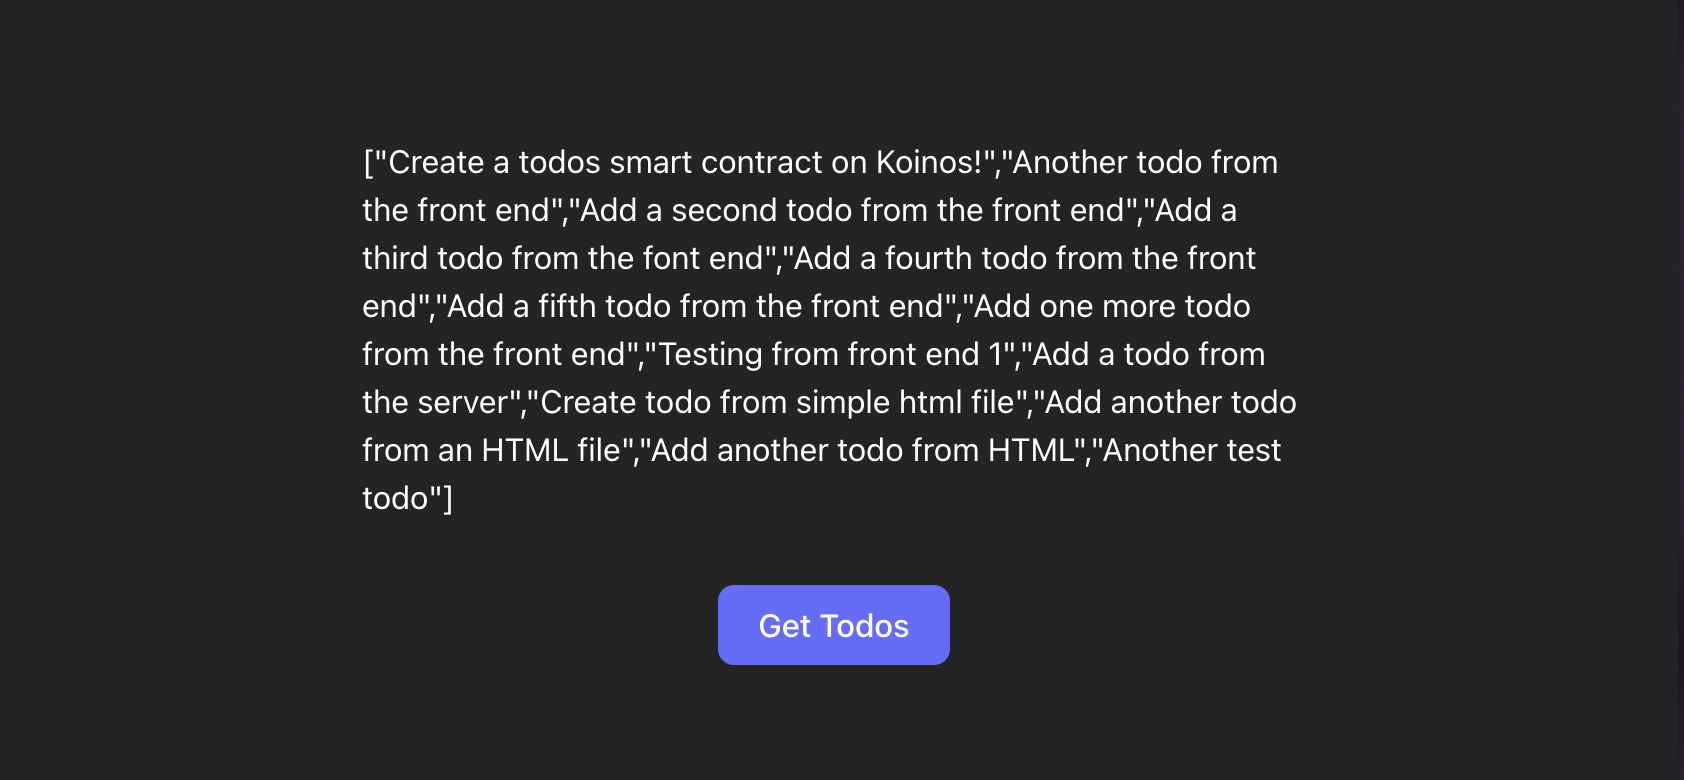 ["Create a todos smart contract on Koinos!","Another todo from
the front end","Add a second todo from the front end","Add a
third todo from the font end","Add a fourth todo from the front
end","Add a fifth todo from the front end","Add one more todo
from the front end","Testing from front end 1","Add a todo from
the server","Create todo from simple html file","Add another todo
from an HTML file","Add another todo from HTML","Another test
todo"]
Get Todos